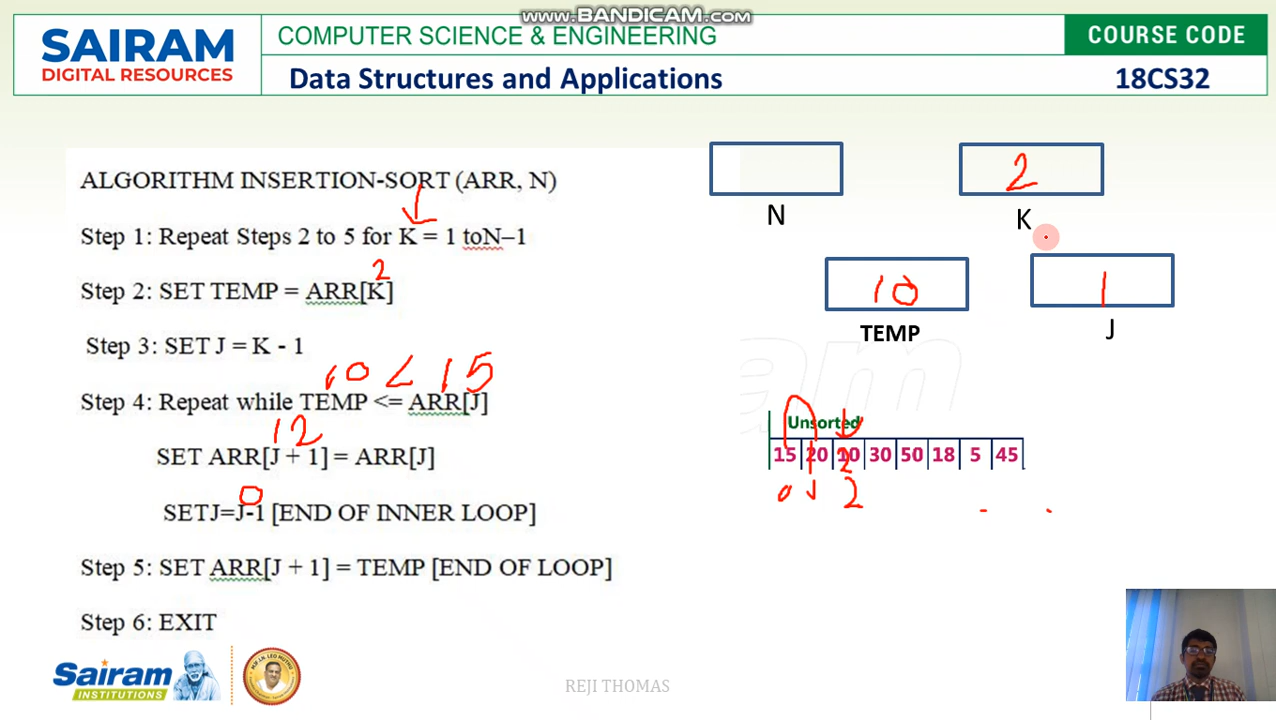 www.BANDICAM.com
SAIRAM
DIGITAL RESOURCES
COMPUTER SCIENCE & ENGINEERING
COURSE CODE
Data Structures and Applications
18CS32
ALGORITHM INSERTION-SORT (ARR, N)
Step 1: Repeat Steps 2 to 5 for K = 1 toN–1
2
Step 2: SET TEMP = ARR[K]
Step 3: SET J = K - 1
10 < 15
Step 4: Repeat while TEMP <= ARR[J]
12
SET ARR[J + 1] = ARR[J]
0
SETJ=J-1 [END OF INNER LOOP]
Step 5: SET ARR[J + 1] = TEMP [END OF LOOP]
Step 6: EXIT
2
N
K
10
1
TEMP
J
Unsorted
15 20 10 30 50 18 5 45
2
0 1 2
Sairam
INSTITUTIONS
REJI THOMAS